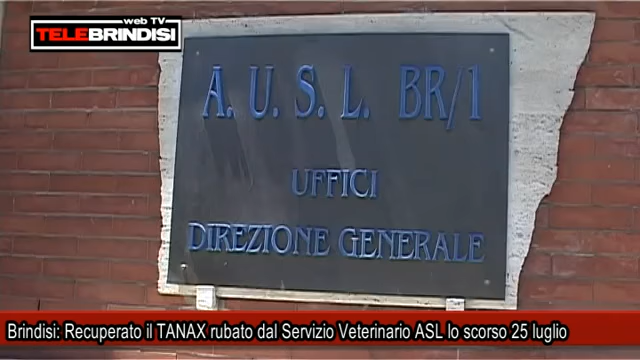 web TV
TELEBRINDISI
A. U. S. L. BR/1
UFFICI
DIREZIONE GENERALE
Brindisi: Recuperato il TANAX rubato dal Servizio Veterinario ASL lo scorso 25 luglio